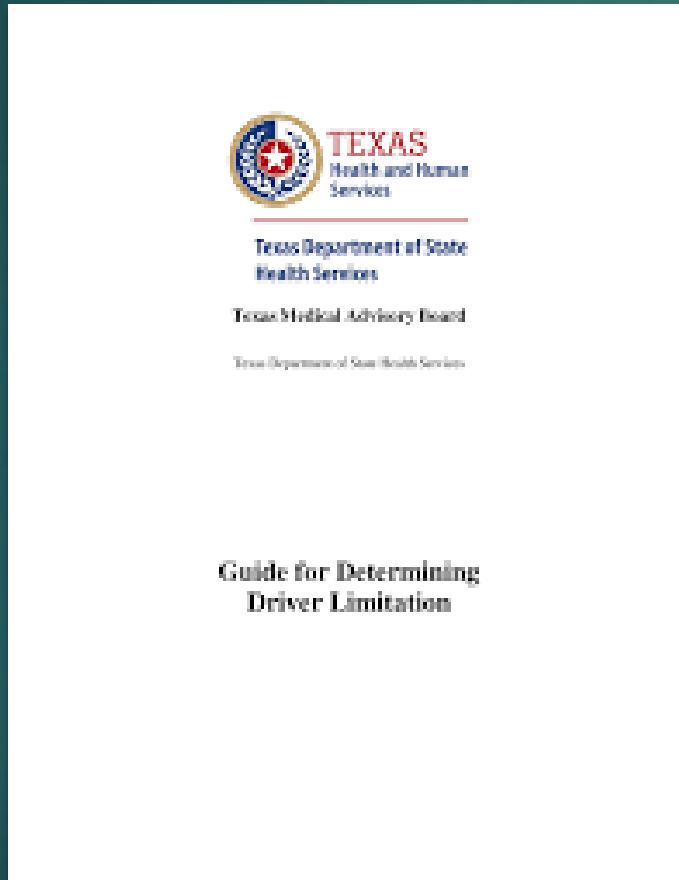 TEXAS
Health and Human
Services
Texas Department of State
Health Services
Texas Medical Advisory Board
Texas Department of State Health Services
Guide for Determining
Driver Limitation